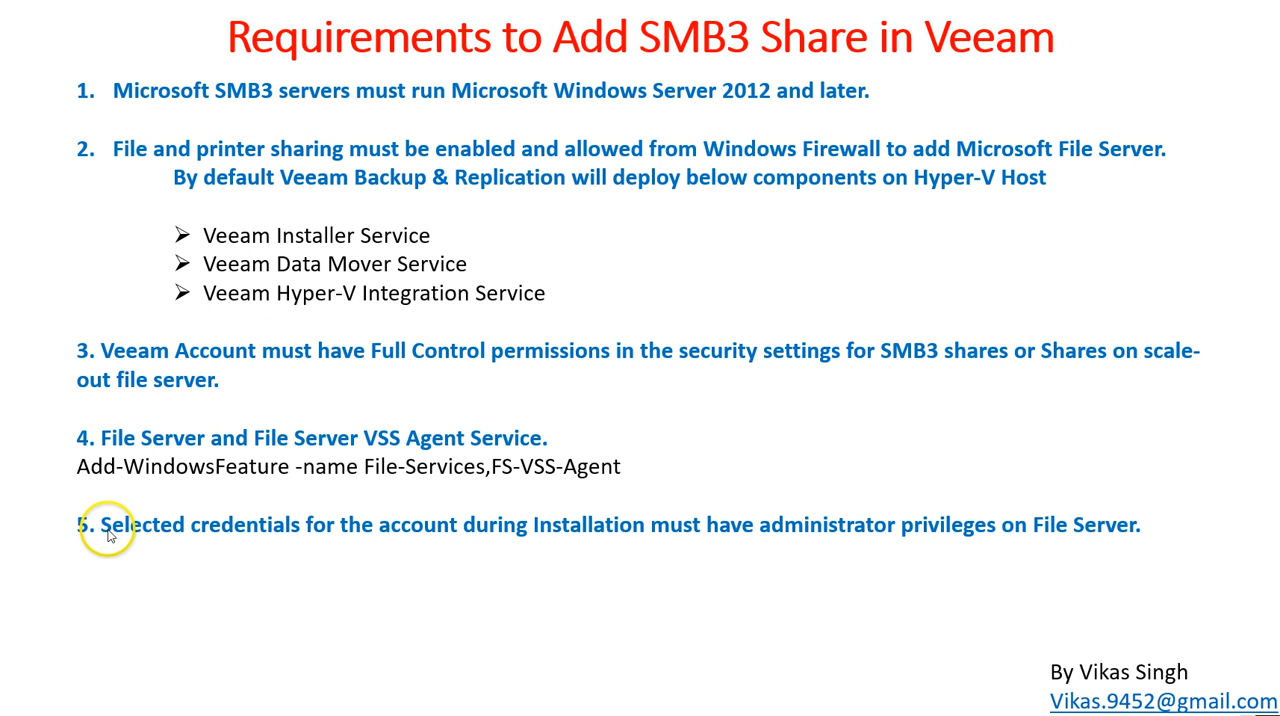 Requirements to Add SMB3 Share in Veeam
1. Microsoft SMB3 servers must run Microsoft Windows Server 2012 and later.
2. File and printer sharing must be enabled and allowed from Windows Firewall to add Microsoft File Server.
By default Veeam Backup & Replication will deploy below components on Hyper-V Host
➢ Veeam Installer Service
➢ Veeam Data Mover Service
➢ Veeam Hyper-V Integration Service
3. Veeam Account must have Full Control permissions in the security settings for SMB3 shares or Shares on scale-
out file server.
4. File Server and File Server VSS Agent Service.
Add-WindowsFeature -name File-Services,FS-VSS-Agent
5. Selected credentials for the account during Installation must have administrator privileges on File Server.
By Vikas Singh
Vikas.9452@gmail.com